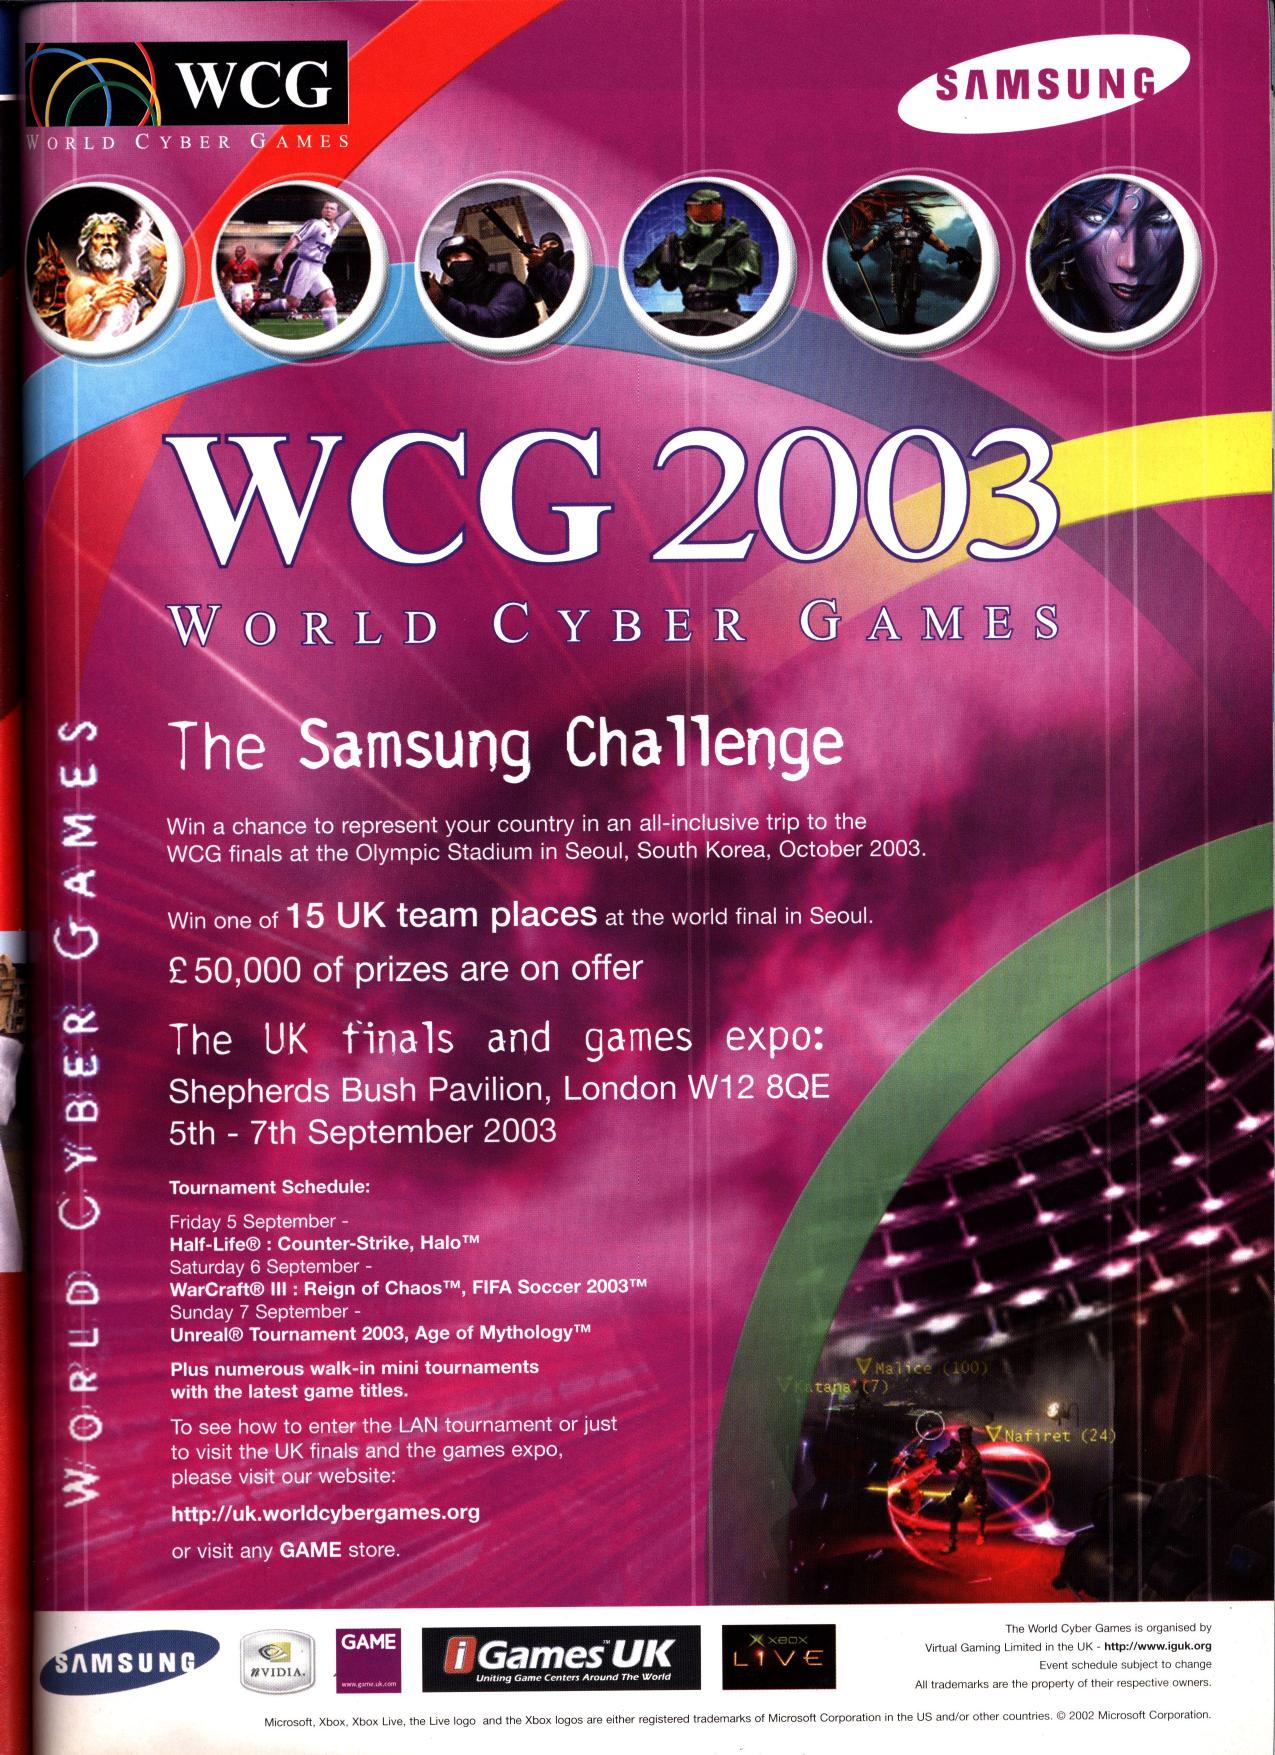 WCG
WORLD CYBER GAMES
SAMSUNG
WCG 2003
WORLD CYBER GAMES
WORLD CYBER GAMES
The Samsung Challenge
Win a chance to represent your country in an all-inclusive trip to the
WCG finals at the Olympic Stadium in Seoul, South Korea, October 2003.
Win one of 15 UK team places at the world final in Seoul.
£50,000 of prizes are on offer
The UK finals and games expo:
Shepherds Bush Pavilion, London W12 8QE
5th - 7th September 2003
Tournament Schedule:
Friday 5 September -
Half-Life® : Counter-Strike, Halo™
Saturday 6 September -
WarCraft® III : Reign of Chaos™, FIFA Soccer 2003™
Sunday 7 September -
Unreal® Tournament 2003, Age of Mythology™
Plus numerous walk-in mini tournaments
with the latest game titles.
To see how to enter the LAN tournament or just
to visit the UK finals and the games expo,
please visit our website:
http://uk.worldcybergames.org
or visit any GAME store.
Malice (100)
Katana (7)
Nafiret (24)
SAMSUNG
nVIDIA.
GAME
www.game.uk.com
iGames™ UK
Uniting Game Centers Around The World
XBOX
LIVE
The World Cyber Games is organised by
Virtual Gaming Limited in the UK - http://www.iguk.org
Event schedule subject to change
All trademarks are the property of their respective owners.
Microsoft, Xbox, Xbox Live, the Live logo and the Xbox logos are either registered trademarks of Microsoft Corporation in the US and/or other countries. © 2002 Microsoft Corporation.